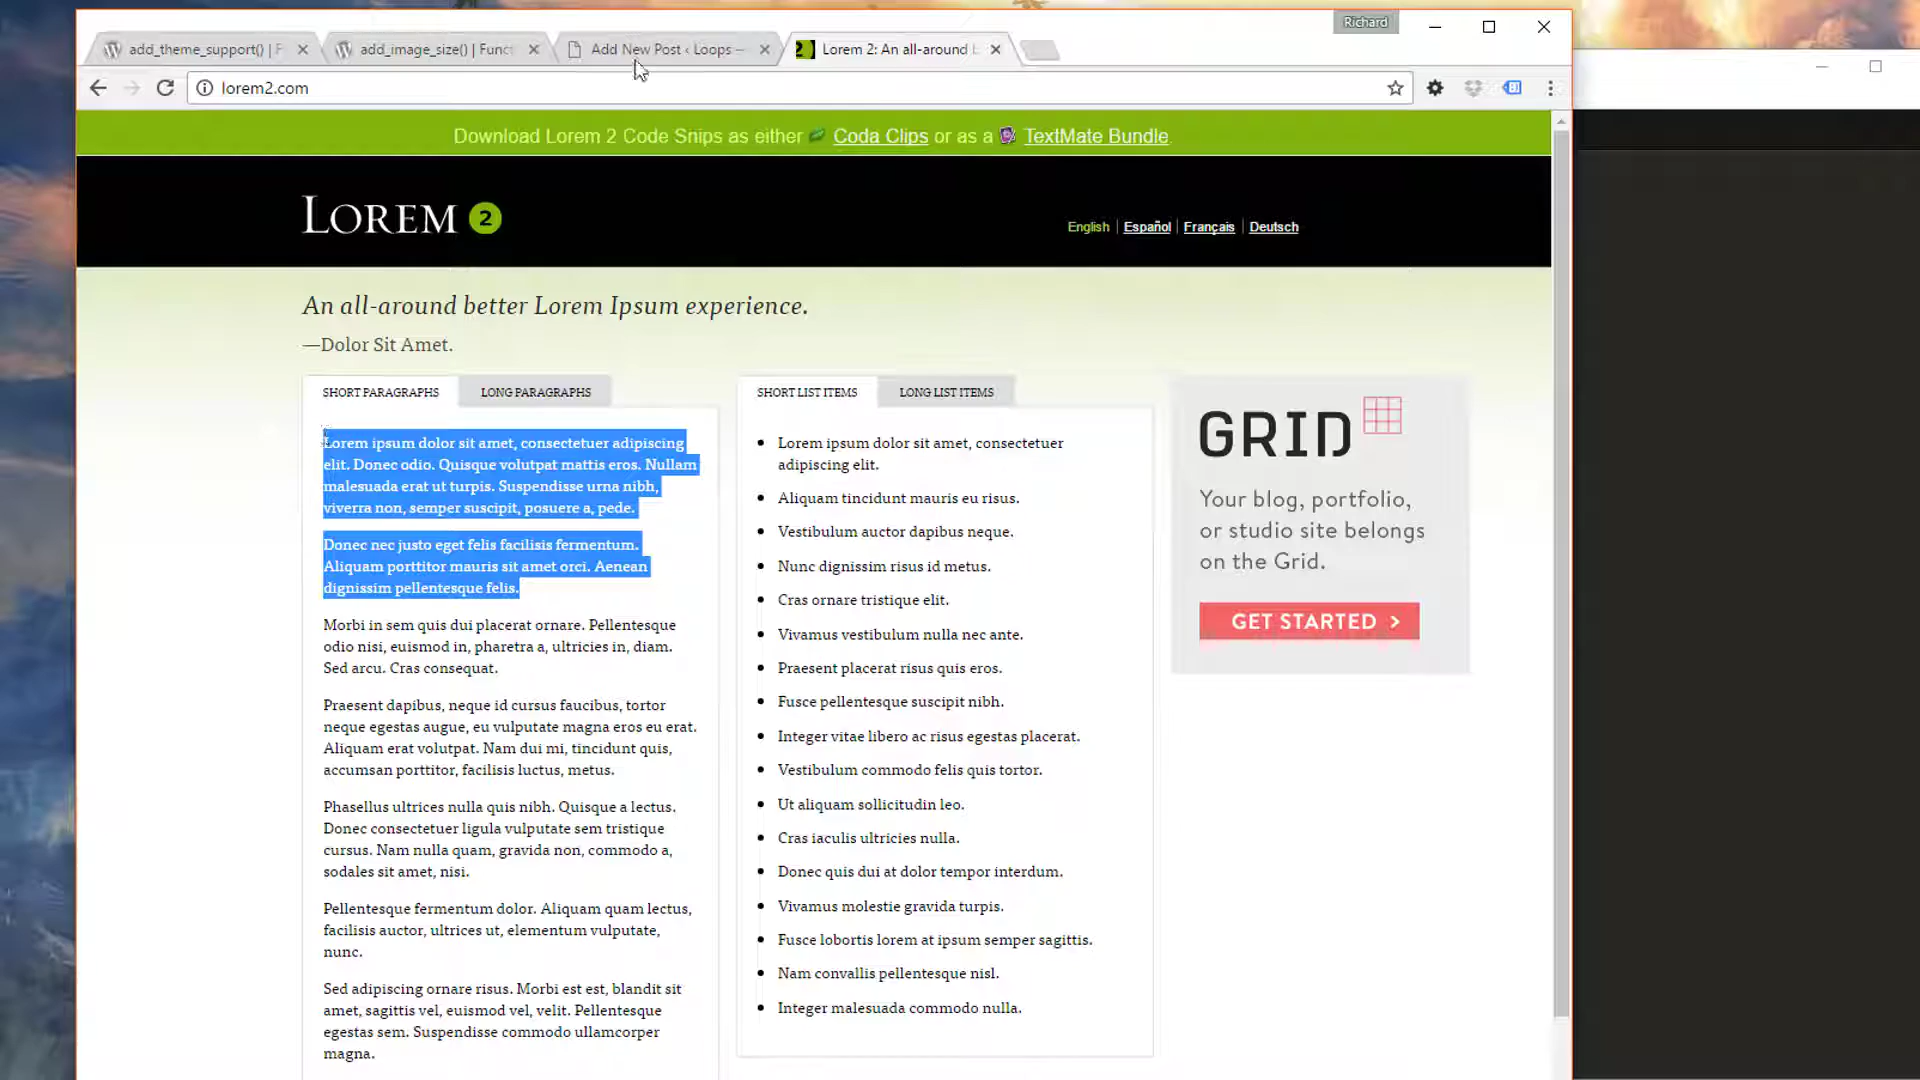 Richard
add_theme_support() | F
add_image_size() | Funct
Add New Post ‹ Loops —
2 Lorem 2: An all-around b
lorem2.com
Download Lorem 2 Code Snips as either Coda Clips or as a TextMate Bundle.
LOREM 2
English | Español | Français | Deutsch
An all-around better Lorem Ipsum experience.
—Dolor Sit Amet.
SHORT PARAGRAPHS
LONG PARAGRAPHS
Lorem ipsum dolor sit amet, consectetuer adipiscing
elit. Donec odio. Quisque volutpat mattis eros. Nullam
malesuada erat ut turpis. Suspendisse urna nibh,
viverra non, semper suscipit, posuere a, pede.
Donec nec justo eget felis facilisis fermentum.
Aliquam porttitor mauris sit amet orci. Aenean
dignissim pellentesque felis.
Morbi in sem quis dui placerat ornare. Pellentesque
odio nisi, euismod in, pharetra a, ultricies in, diam.
Sed arcu. Cras consequat.
Praesent dapibus, neque id cursus faucibus, tortor
neque egestas augue, eu vulputate magna eros eu erat.
Aliquam erat volutpat. Nam dui mi, tincidunt quis,
accumsan porttitor, facilisis luctus, metus.
Phasellus ultrices nulla quis nibh. Quisque a lectus.
Donec consectetuer ligula vulputate sem tristique
cursus. Nam nulla quam, gravida non, commodo a,
sodales sit amet, nisi.
Pellentesque fermentum dolor. Aliquam quam lectus,
facilisis auctor, ultrices ut, elementum vulputate,
nunc.
Sed adipiscing ornare risus. Morbi est est, blandit sit
amet, sagittis vel, euismod vel, velit. Pellentesque
egestas sem. Suspendisse commodo ullamcorper
magna.
SHORT LIST ITEMS
LONG LIST ITEMS
Lorem ipsum dolor sit amet, consectetuer
adipiscing elit.
Aliquam tincidunt mauris eu risus.
Vestibulum auctor dapibus neque.
Nunc dignissim risus id metus.
Cras ornare tristique elit.
Vivamus vestibulum nulla nec ante.
Praesent placerat risus quis eros.
Fusce pellentesque suscipit nibh.
Integer vitae libero ac risus egestas placerat.
Vestibulum commodo felis quis tortor.
Ut aliquam sollicitudin leo.
Cras iaculis ultricies nulla.
Donec quis dui at dolor tempor interdum.
Vivamus molestie gravida turpis.
Fusce lobortis lorem at ipsum semper sagittis.
Nam convallis pellentesque nisl.
Integer malesuada commodo nulla.
GRID
Your blog, portfolio,
or studio site belongs
on the Grid.
GET STARTED >